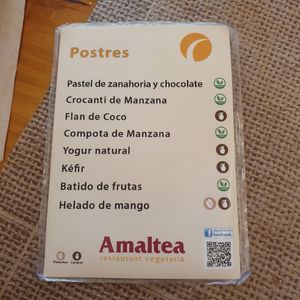 Postres
Pastel de zanahoria y chocolate
Crocanti de Manzana
Flan de Coco
Compota de Manzana
Yogur natural
Kéfir
Batido de frutas
Helado de mango
Amaltea
restaurant vegetarià